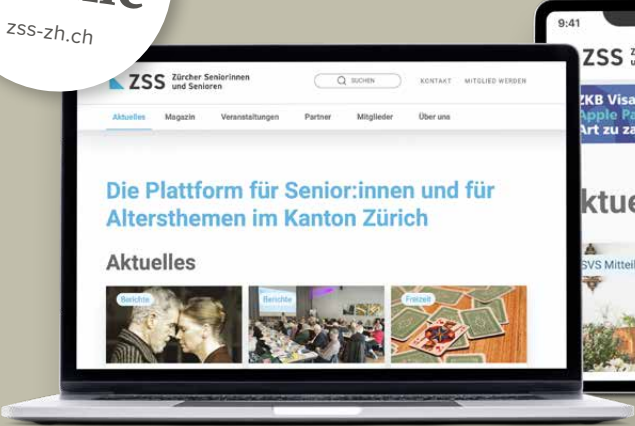 zss-zh.ch
ZSS Zürcher Seniorinnen
und Senioren
SUCHEN
KONTAKT
MITGLIED WERDEN
Aktuelles
Magazin
Veranstaltungen
Partner
Mitglieder
Über uns
Die Plattform für Senior:innen und für
Altersthemen im Kanton Zürich
Aktuelles
Berichte
Berichte
Freizeit
9:41
ZSS
ZKB Visa
Apple Pa
Art zu za
ktue
SVS Mitteil